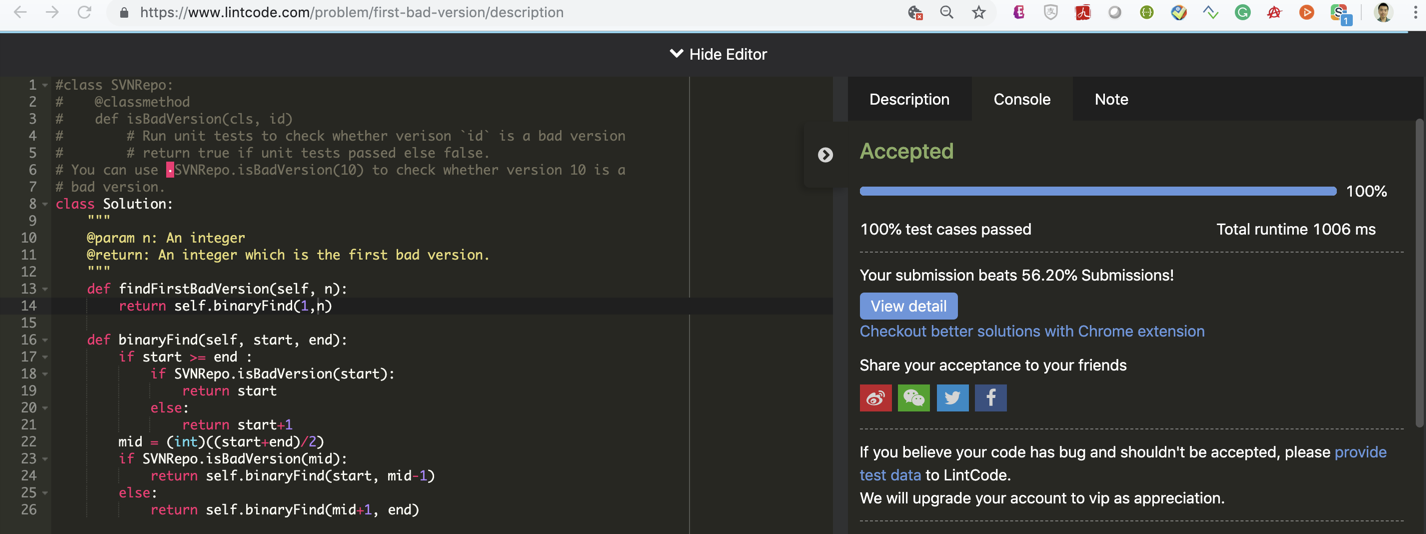 https://www.lintcode.com/problem/first-bad-version/description
1
Hide Editor
1 #class SVNRepo:
2 #    @classmethod
3 #    def isBadVersion(cls, id)
4 #        # Run unit tests to check whether verison `id` is a bad version
5 #        # return true if unit tests passed else false.
6 # You can use SVNRepo.isBadVersion(10) to check whether version 10 is a
7 # bad version.
8 class Solution:
9     """
10     @param n: An integer
11     @return: An integer which is the first bad version.
12     """
13     def findFirstBadVersion(self, n):
14         return self.binaryFind(1,n)
15
16     def binaryFind(self, start, end):
17         if start >= end :
18             if SVNRepo.isBadVersion(start):
19                 return start
20             else:
21                 return start+1
22         mid = (int)((start+end)/2)
23         if SVNRepo.isBadVersion(mid):
24             return self.binaryFind(start, mid-1)
25         else:
26             return self.binaryFind(mid+1, end)
Description Console Note
Accepted
100%
100% test cases passed Total runtime 1006 ms
Your submission beats 56.20% Submissions!
View detail
Checkout better solutions with Chrome extension
Share your acceptance to your friends
If you believe your code has bug and shouldn't be accepted, please provide
test data to LintCode.
We will upgrade your account to vip as appreciation.